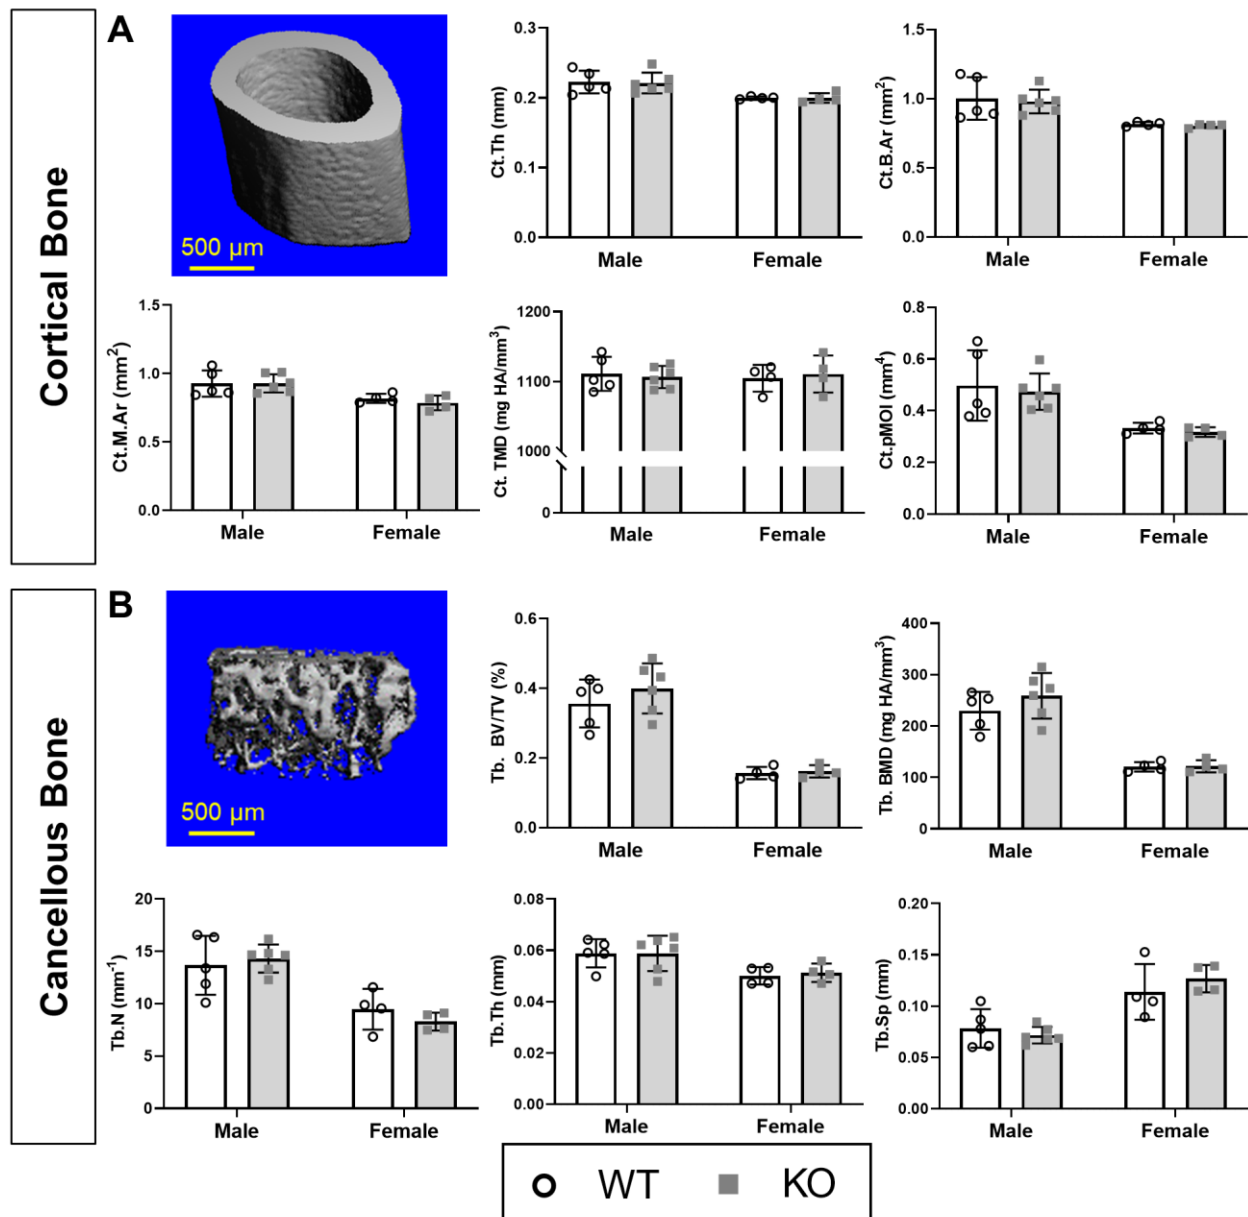 Cortical Bone
A
500 µm
Ct.Th (mm)
0.3
0.2
0.1
0.0
Male
Female
Ct.B.Ar (mm²)
1.5
1.0
0.5
0.0
Male
Female
Ct.M.Ar (mm²)
1.5
1.0
0.5
0.0
Male
Female
Ct. TMD (mg HA/mm³)
1200
1100
1000
0
Male
Female
Ct.pMOI (mm⁴)
0.8
0.6
0.4
0.2
0.0
Male
Female
Cancellous Bone
B
500 µm
Tb. BV/TV (%)
0.6
0.4
0.2
0.0
Male
Female
Tb. BMD (mg HA/mm³)
400
300
200
100
0
Male
Female
Tb.N (mm⁻¹)
20
15
10
5
0
Male
Female
Tb.Th (mm)
0.08
0.06
0.04
0.02
0.00
Male
Female
Tb.Sp (mm)
0.20
0.15
0.10
0.05
0.00
Male
Female
WT
KO